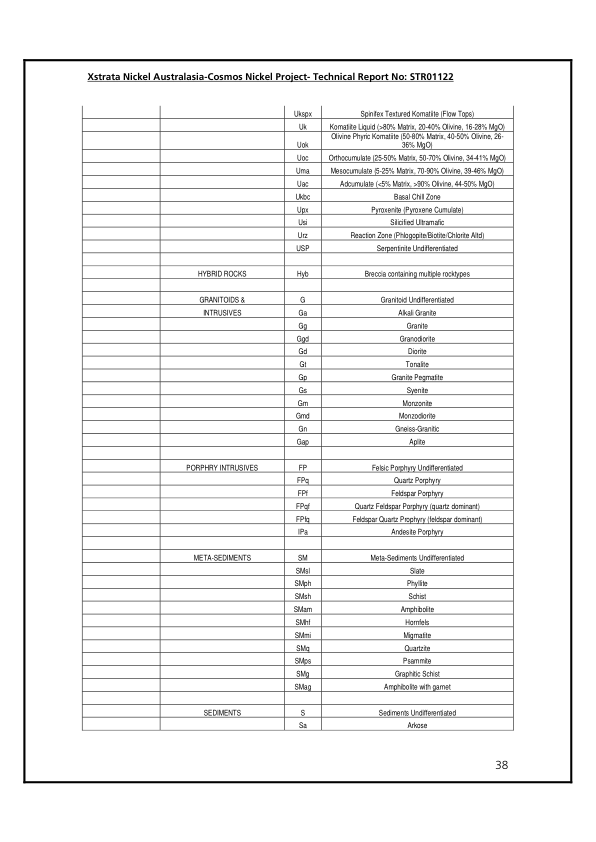 Xstrata Nickel Australasia-Cosmos Nickel Project- Technical Report No: STR01122
Ukspx Spinifex Textured Komatiite (Flow Tops)
Uk Komatiite Liquid (>80% Matrix, 20-40% Olivine, 16-28% MgO)
Olivine Phyric Komatiite (50-80% Matrix, 40-50% Olivine, 26-
Uok 36% MgO)
Uoc Orthocumulate (25-50% Matrix, 50-70% Olivine, 34-41% MgO)
Uma Mesocumulate (5-25% Matrix, 70-90% Olivine, 39-46% MgO)
Uac Adcumulate (<5% Matrix, >90% Olivine, 44-50% MgO)
Ukbc Basal Chill Zone
Upx Pyroxenite (Pyroxene Cumulate)
Usi Silicified Ultramafic
Urz Reaction Zone (Phlogopite/Biotite/Chlorite Altd)
USP Serpentinite Undifferentiated
HYBRID ROCKS Hyb Breccia containing multiple rocktypes
GRANITOIDS & G Granitoid Undifferentiated
INTRUSIVES Ga Alkali Granite
Gg Granite
Ggd Granodiorite
Gd Diorite
Gt Tonalite
Gp Granite Pegmatite
Gs Syenite
Gm Monzonite
Gmd Monzodiorite
Gn Gneiss-Granitic
Gap Aplite
PORPHRY INTRUSIVES FP Felsic Porphyry Undifferentiated
FPq Quartz Porphyry
FPf Feldspar Porphyry
FPqf Quartz Feldspar Porphyry (quartz dominant)
FPfq Feldspar Quartz Prophyry (feldspar dominant)
IPa Andesite Porphyry
META-SEDIMENTS SM Meta-Sediments Undifferentiated
SMsl Slate
SMph Phyllite
SMsh Schist
SMam Amphibolite
SMhf Hornfels
SMmi Migmatite
SMq Quartzite
SMps Psammite
SMg Graphitic Schist
SMag Amphibolite with garnet
SEDIMENTS S Sediments Undifferentiated
Sa Arkose
38